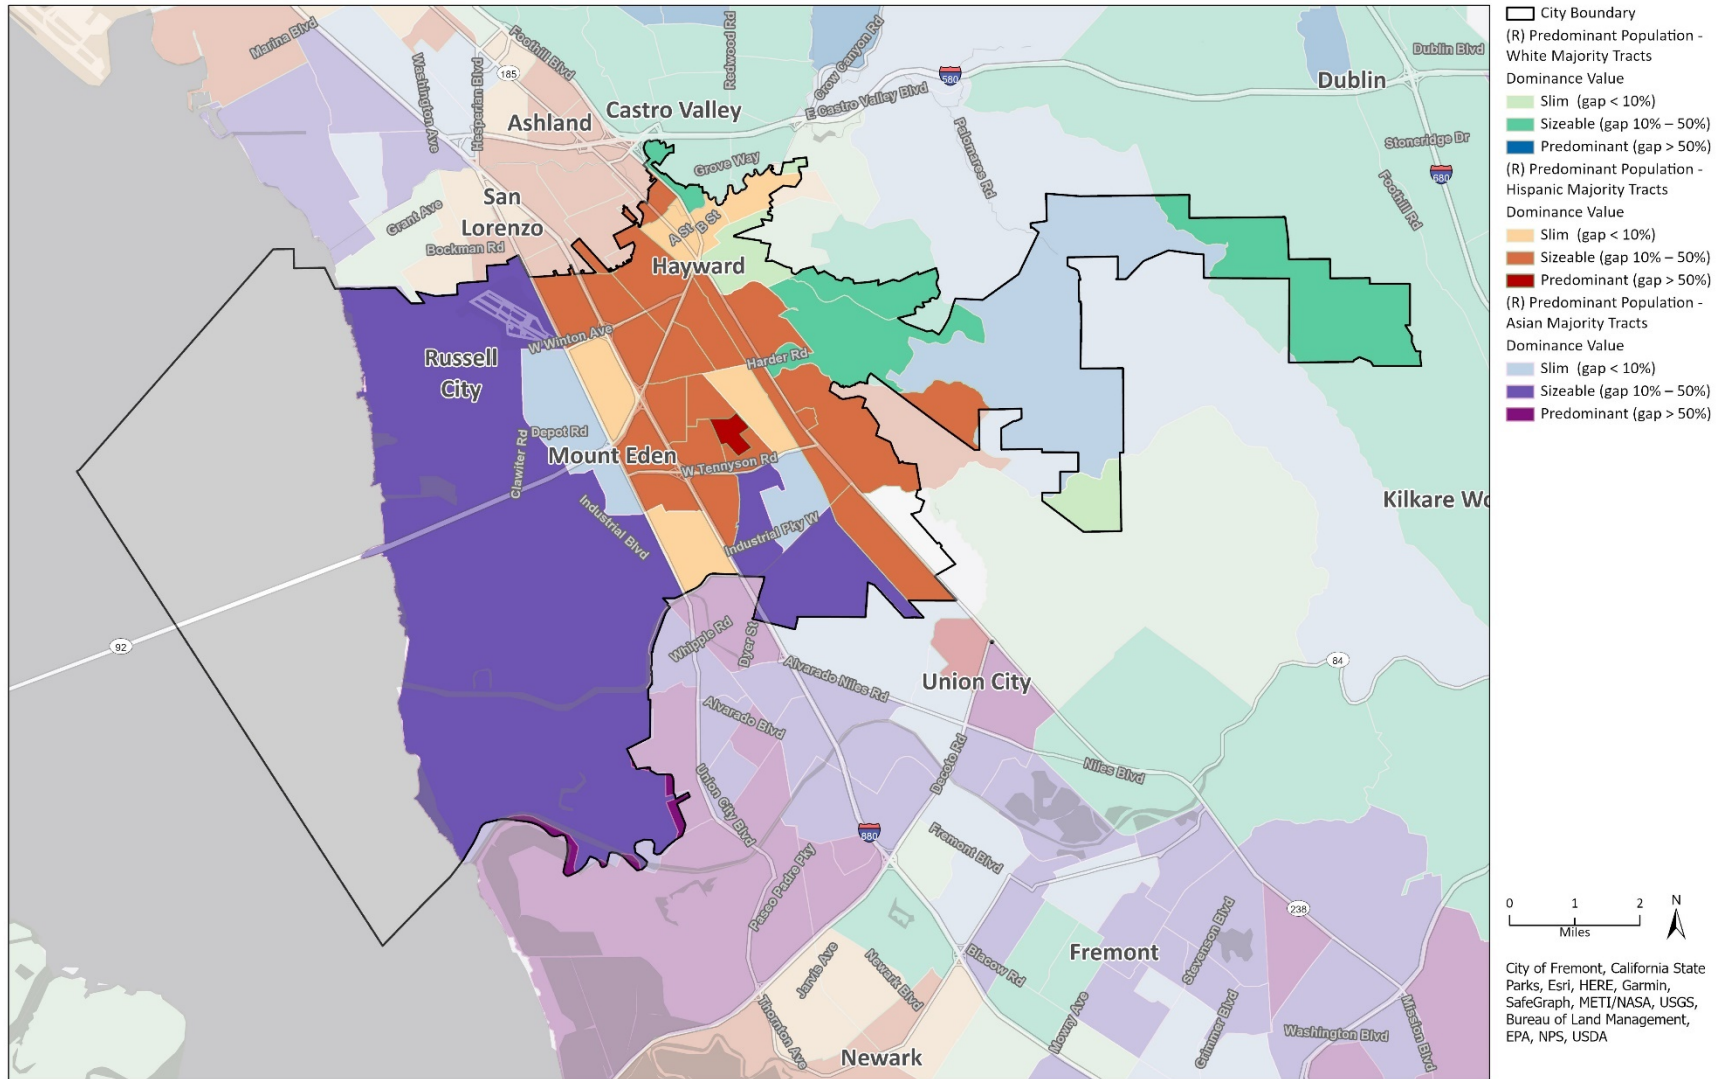 Marina Blvd
Washington Ave
Hesperian Blvd
185
Foothill Blvd
Redwood Rd
Crow Canyon Rd
580
E Castro Valley Blvd
Dublin Blvd
Dublin
Castro Valley
Ashland
Stoneridge Dr
680
Foothill Rd
Palomares Rd
Grove Way
San
Lorenzo
Grant Ave
Bockman Rd
A St
B St
Hayward
W Winton Ave
Russell
City
Harder Rd
Depot Rd
Clawiter Rd
Mount Eden
W Tennyson Rd
Industrial Blvd
Industrial Pky W
Kilkare Wo
92
84
Whipple Rd
Dyer St
Alvarado Niles Rd
Union City
Alvarado Blvd
Union City Blvd
Decoto Rd
Niles Blvd
880
Fremont Blvd
Paseo Padre Pky
238
Jarvis Ave
Newark Blvd
Blacow Rd
Fremont
Stevenson Blvd
Thornton Ave
Newark
Mowry Ave
Grimmer Blvd
Washington Blvd
Mission Blvd
City Boundary
(R) Predominant Population -
White Majority Tracts
Dominance Value
Slim (gap < 10%)
Sizeable (gap 10% – 50%)
Predominant (gap > 50%)
(R) Predominant Population -
Hispanic Majority Tracts
Dominance Value
Slim (gap < 10%)
Sizeable (gap 10% – 50%)
Predominant (gap > 50%)
(R) Predominant Population -
Asian Majority Tracts
Dominance Value
Slim (gap < 10%)
Sizeable (gap 10% – 50%)
Predominant (gap > 50%)
0 1 2
Miles
N
City of Fremont, California State
Parks, Esri, HERE, Garmin,
SafeGraph, METI/NASA, USGS,
Bureau of Land Management,
EPA, NPS, USDA